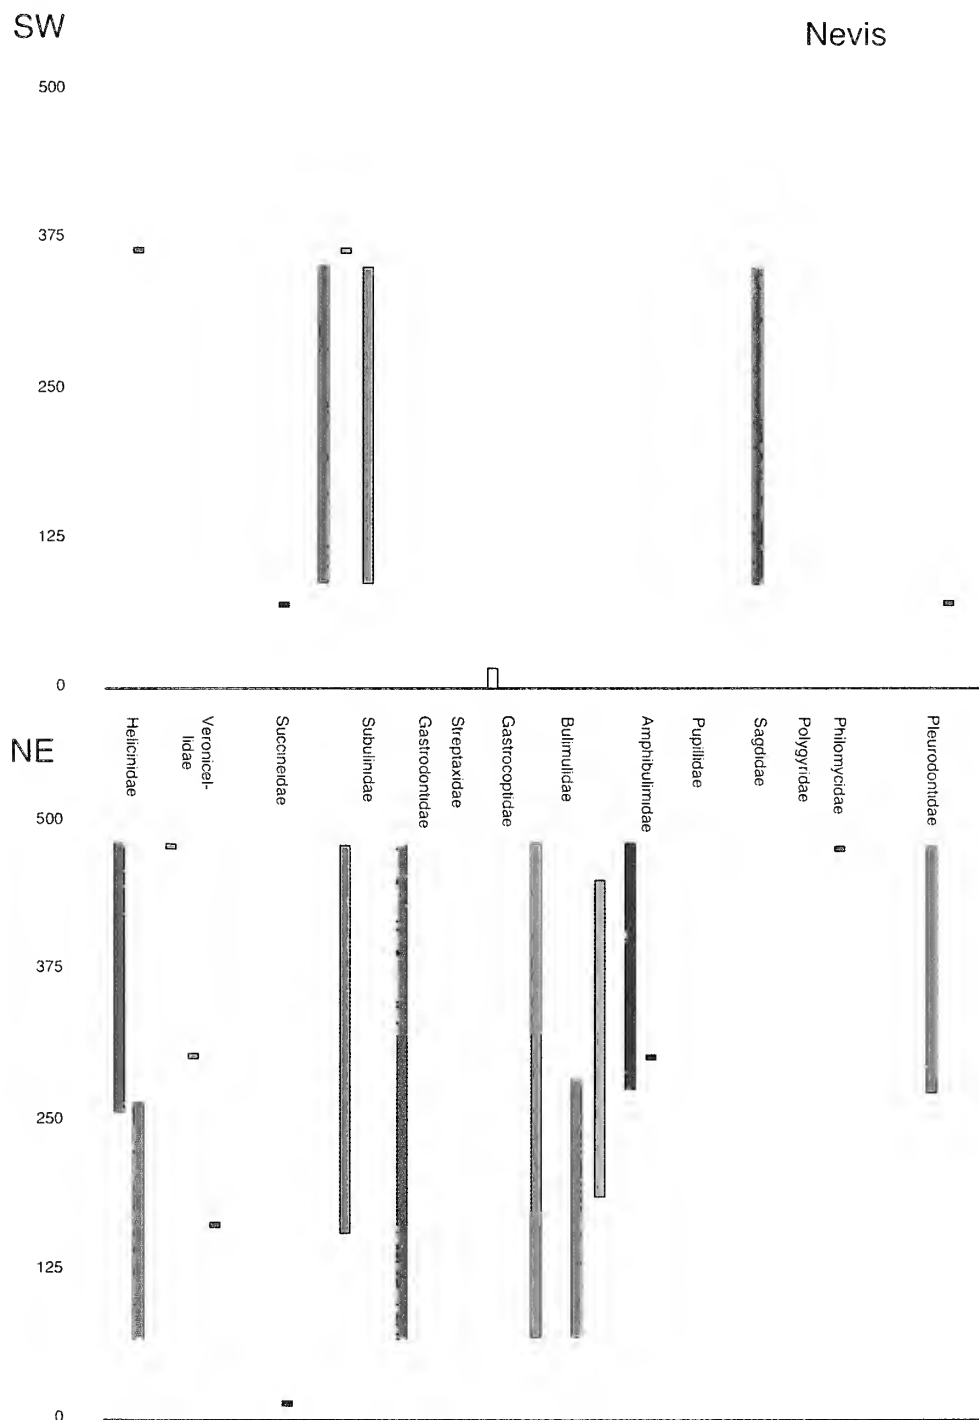 SW
Nevis
500
375
250
125
0
NE
Helicinidae
Veronicel-
lidae
Succineidae
Subulinidae
Gastrodontidae
Streptaxidae
Gastrocoptidae
Bulimulidae
Amphibulimidae
Pupillidae
Sagdidae
Polygyridae
Philomycidae
Pleurodontidae
500
375
250
125
0